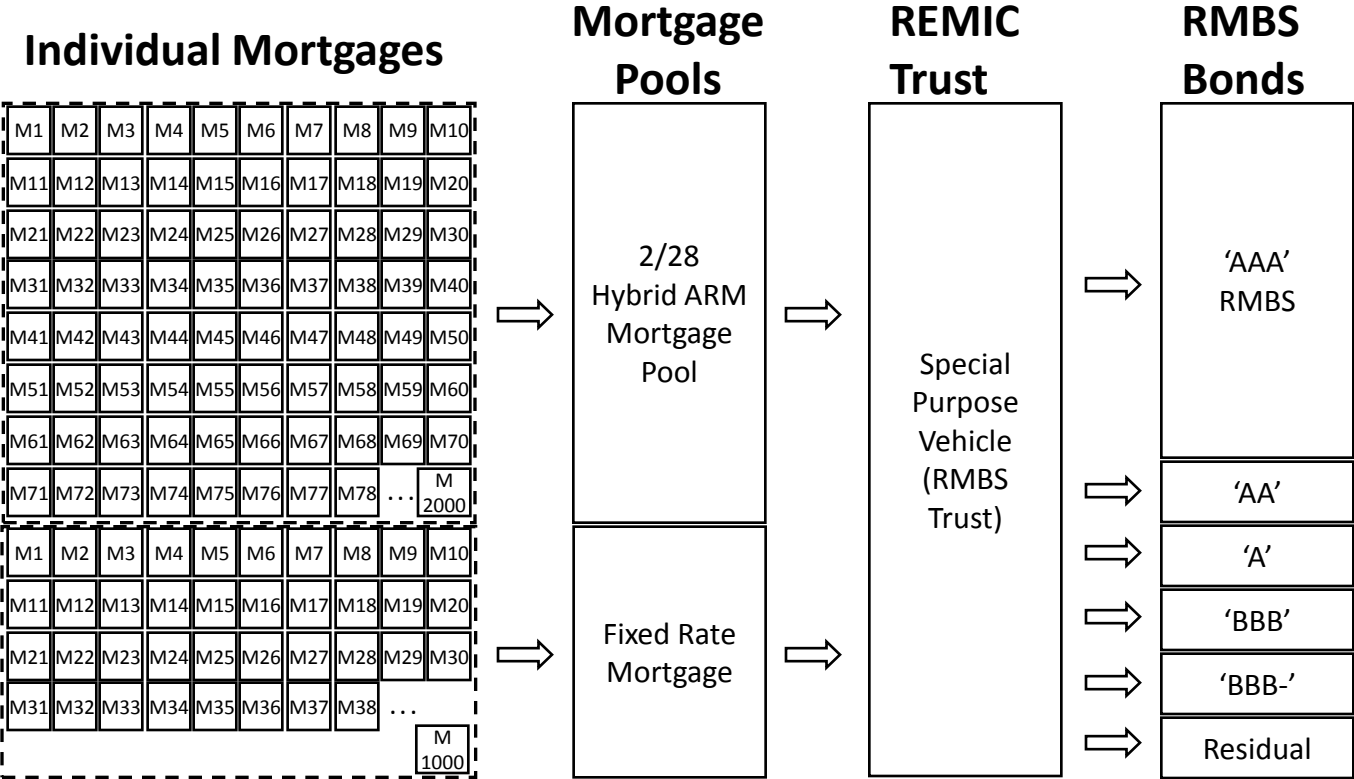 Individual Mortgages
Mortgage
Pools
REMIC
Trust
RMBS
Bonds
M1 M2 M3 M4 M5 M6 M7 M8 M9 M10
M11 M12 M13 M14 M15 M16 M17 M18 M19 M20
M21 M22 M23 M24 M25 M26 M27 M28 M29 M30
M31 M32 M33 M34 M35 M36 M37 M38 M39 M40
M41 M42 M43 M44 M45 M46 M47 M48 M49 M50
M51 M52 M53 M54 M55 M56 M57 M58 M59 M60
M61 M62 M63 M64 M65 M66 M67 M68 M69 M70
M71 M72 M73 M74 M75 M76 M77 M78 ... M
2000
M1 M2 M3 M4 M5 M6 M7 M8 M9 M10
M11 M12 M13 M14 M15 M16 M17 M18 M19 M20
M21 M22 M23 M24 M25 M26 M27 M28 M29 M30
M31 M32 M33 M34 M35 M36 M37 M38 ...
M
1000
2/28
Hybrid ARM
Mortgage
Pool
Fixed Rate
Mortgage
Special
Purpose
Vehicle
(RMBS
Trust)
‘AAA’
RMBS
‘AA’
‘A’
‘BBB’
‘BBB-’
Residual